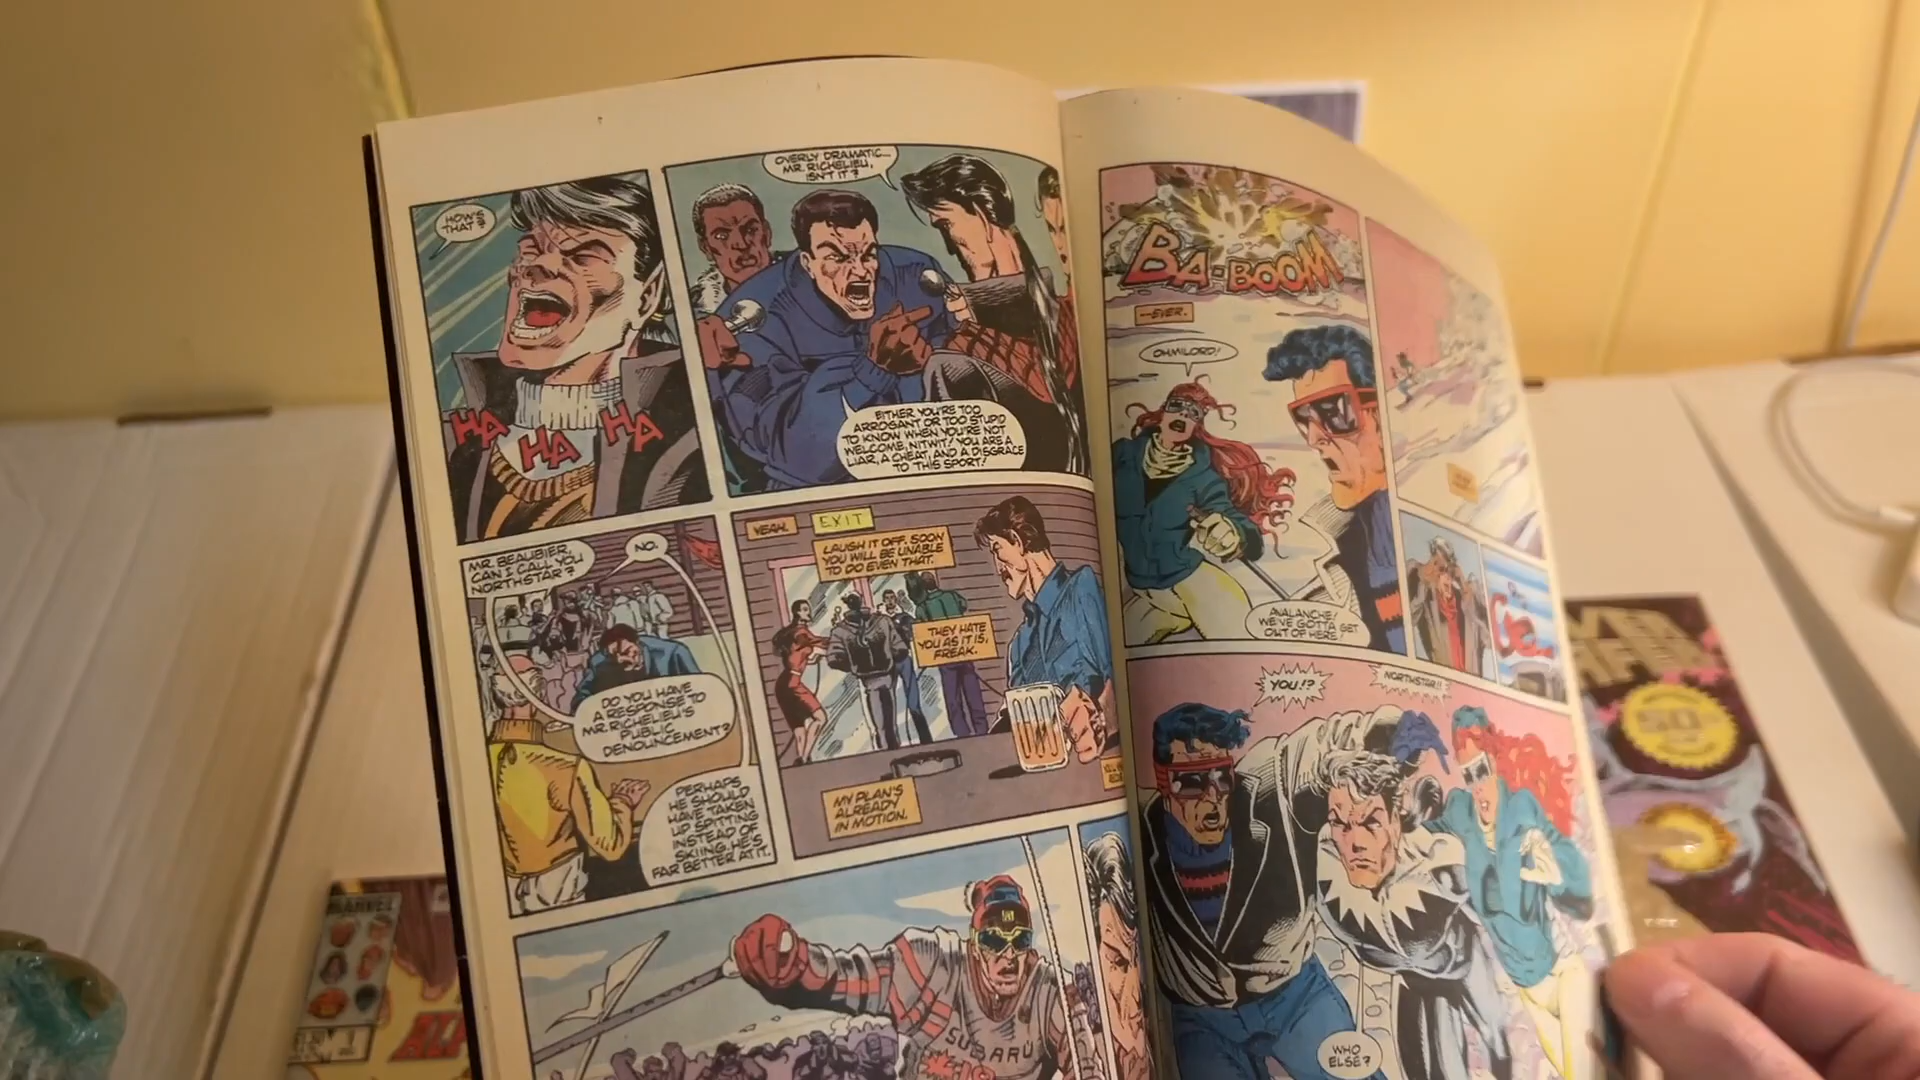 HOW'S
THAT?
HA
HA
HA
OVERLY DRAMATIC...
MR. RICHELIEU,
ISN'T IT?
EITHER YOU'RE TOO
ARROGANT OR TOO STUPID
TO KNOW WHEN YOU'RE NOT
WELCOME, NITWIT! YOU ARE A
LIAR, A CHEAT, AND A DISGRACE
TO THIS SPORT!
MR. BEAUBIER,
CAN I CALL YOU
NORTHSTAR?
NO.
DO YOU HAVE
A RESPONSE TO
MR. RICHELIEU'S
PUBLIC
DENOUNCEMENT?
PERHAPS
HE SHOULD
HAVE TAKEN
UP SPITTING
INSTEAD OF
SKIING. HE'S
FAR BETTER AT IT.
YEAH.
EXIT
LAUGH IT OFF. SOON
YOU WILL BE UNABLE
TO DO EVEN THAT.
THEY HATE
YOU AS IT IS,
FREAK.
MY PLAN'S
ALREADY
IN MOTION.
SUBARU
BA-BOOM
--EVER.
OHMILORD!
AVALANCHE!
WE'VE GOTTA GET
OUT OF HERE!
YOU!?
NORTHSTAR!!
WHO
ELSE?
MARVEL
1
50TH